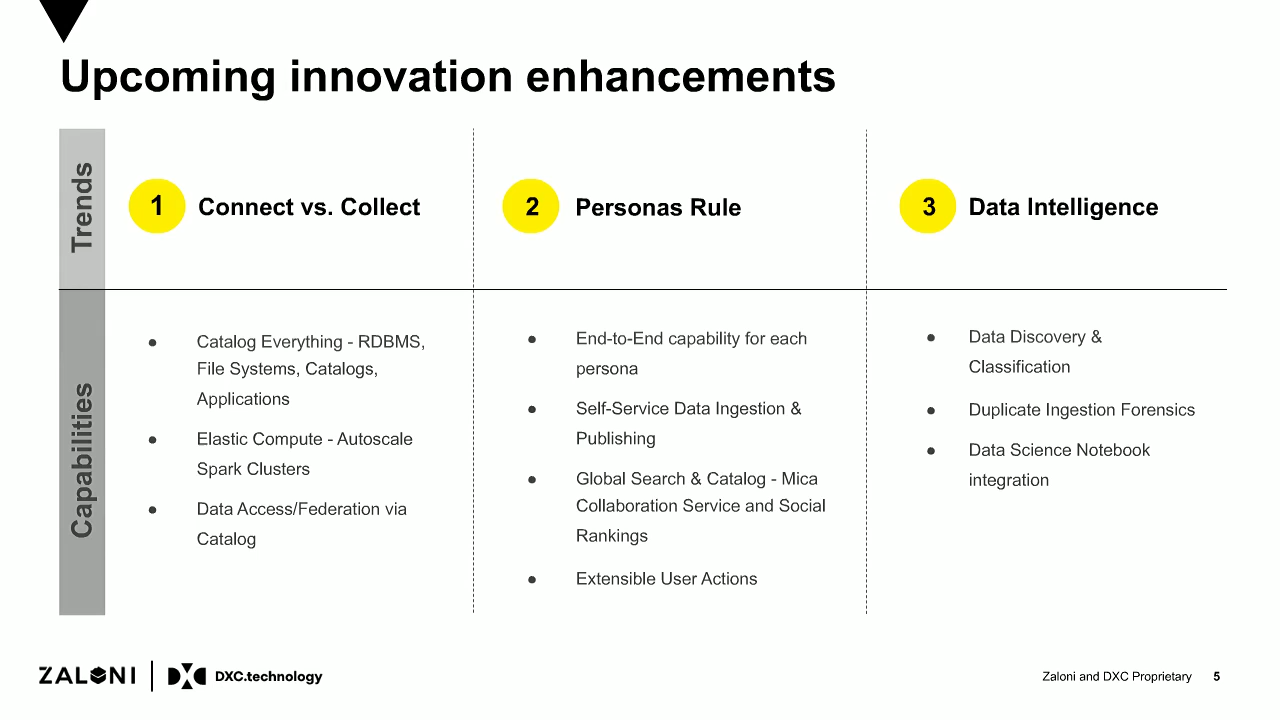 Upcoming innovation enhancements
Trends
1
Connect vs. Collect
2
Personas Rule
3
Data Intelligence
Capabilities
● Catalog Everything - RDBMS,
File Systems, Catalogs,
Applications
● Elastic Compute - Autoscale
Spark Clusters
● Data Access/Federation via
Catalog
● End-to-End capability for each
persona
● Self-Service Data Ingestion &
Publishing
● Global Search & Catalog - Mica
Collaboration Service and Social
Rankings
● Extensible User Actions
● Data Discovery &
Classification
● Duplicate Ingestion Forensics
● Data Science Notebook
integration
ZALONI
DXC.technology
Zaloni and DXC Proprietary
5